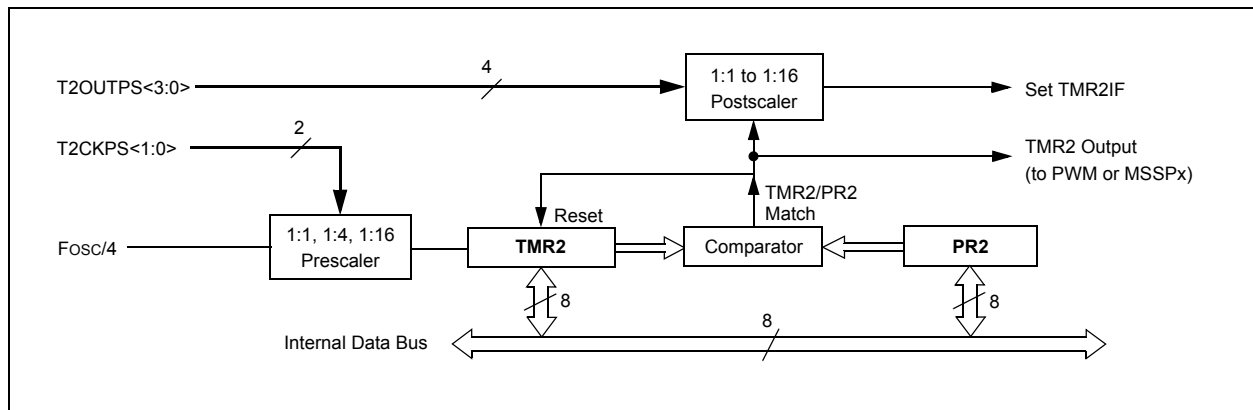 4
T2OUTPS<3:0>
1:1 to 1:16
Postscaler
Set TMR2IF
2
T2CKPS<1:0>
TMR2 Output
(to PWM or MSSPx)
TMR2/PR2
Match
Reset
1:1, 1:4, 1:16
Prescaler
FOSC/4
TMR2
Comparator
PR2
8
8
8
Internal Data Bus